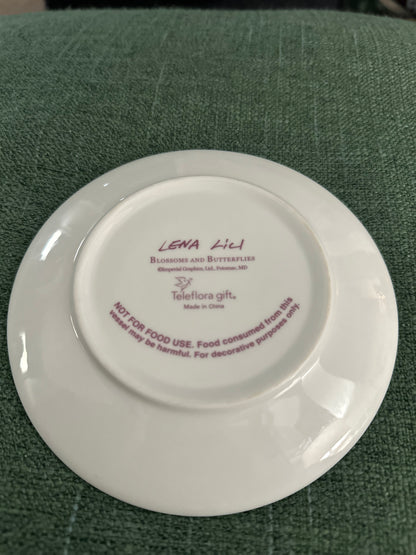 LENA LiLI
BLOSSOMS AND BUTTERFLIES
©Imperial Graphics, Ltd., Potomac, MD
Teleflora gift®
Made in China
NOT FOR FOOD USE. Food consumed from this
vessel may be harmful. For decorative purposes only.